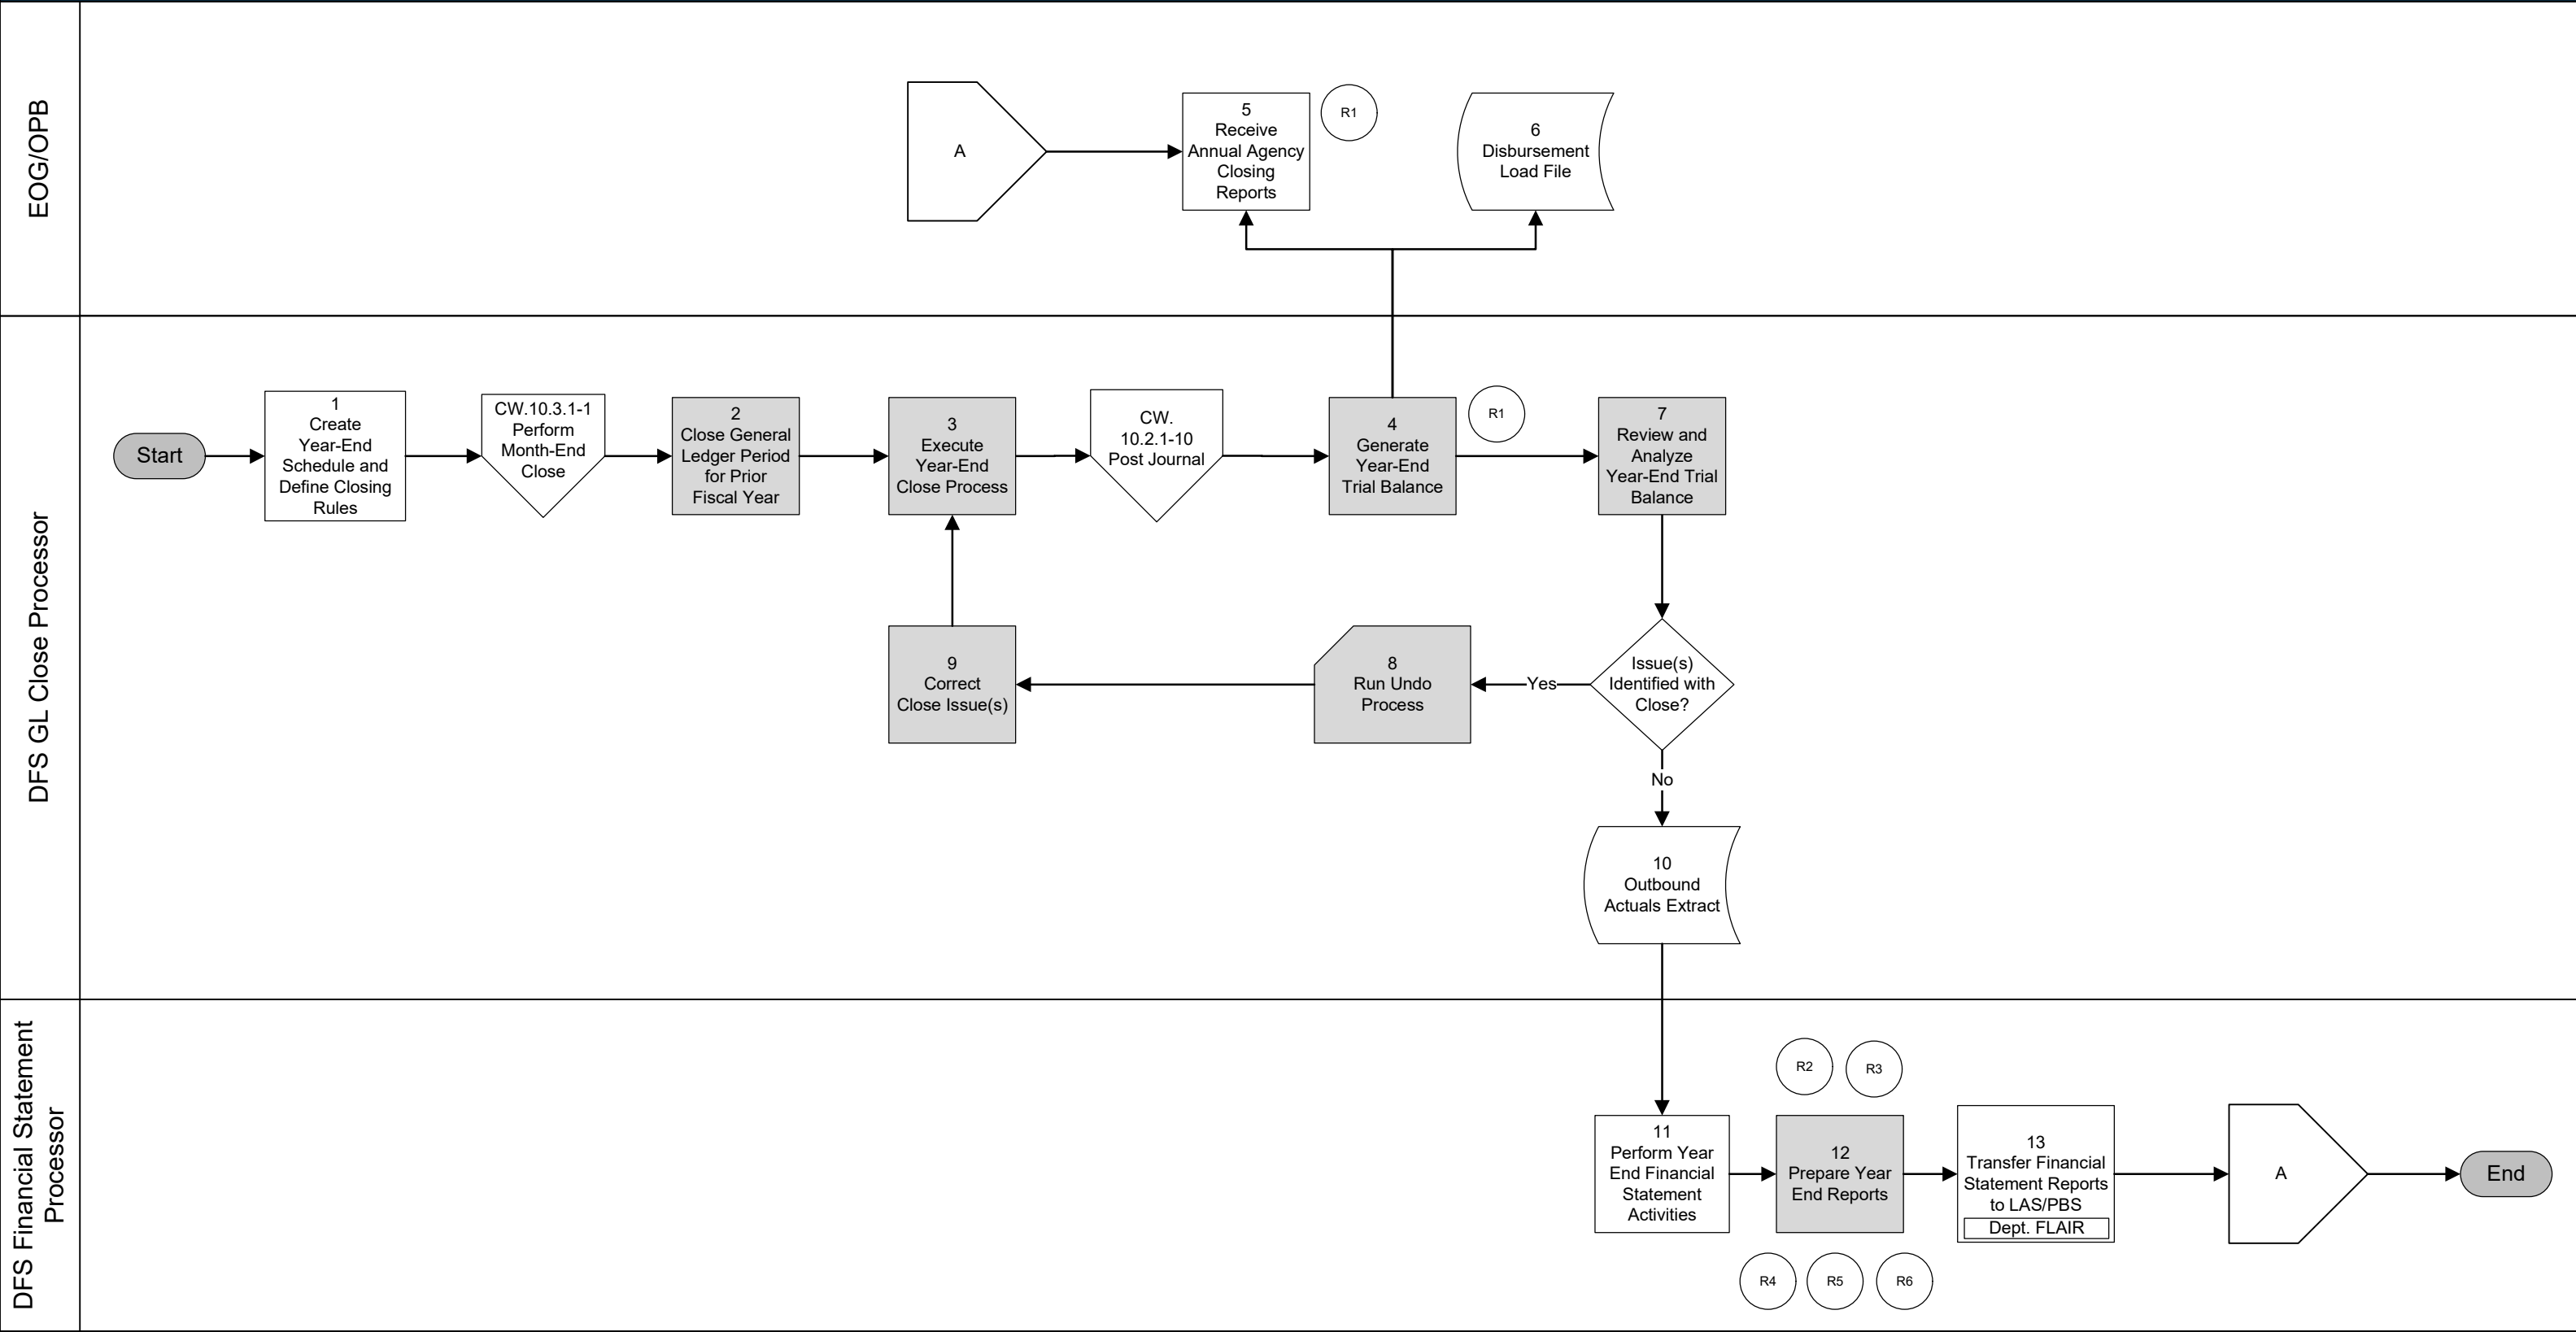 EOG/OPB
A
5
Receive
Annual Agency
Closing
Reports
R1
6
Disbursement
Load File
DFS GL Close Processor
Start
1
Create
Year-End
Schedule and
Define Closing
Rules
CW.10.3.1-1
Perform
Month-End
Close
2
Close General
Ledger Period
for Prior
Fiscal Year
3
Execute
Year-End
Close Process
CW.
10.2.1-10
Post Journal
4
Generate
Year-End
Trial Balance
R1
7
Review and
Analyze
Year-End Trial
Balance
9
Correct
Close Issue(s)
8
Run Undo
Process
Yes
Issue(s)
Identified with
Close?
No
10
Outbound
Actuals Extract
DFS Financial Statement
Processor
11
Perform Year
End Financial
Statement
Activities
R2
R3
12
Prepare Year
End Reports
R4
R5
R6
13
Transfer Financial
Statement Reports
to LAS/PBS
Dept. FLAIR
A
End